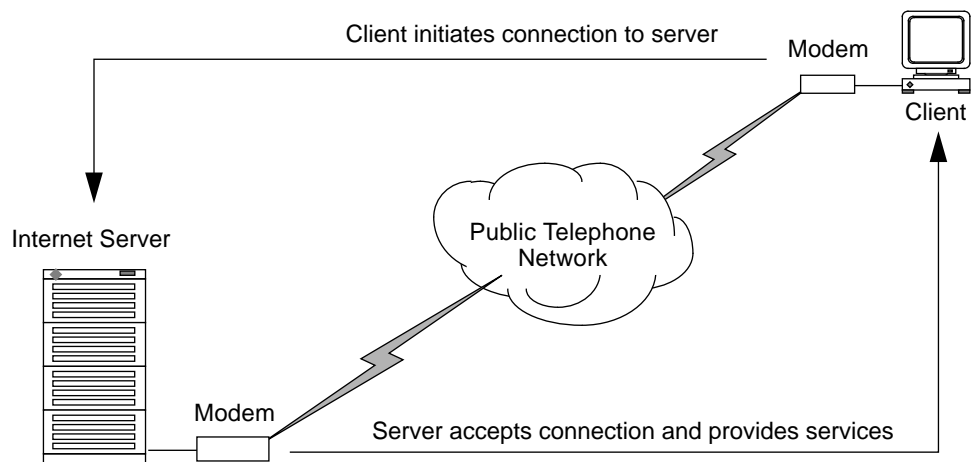 Client initiates connection to server
Modem
Client
Public Telephone
Network
Internet Server
Modem
Server accepts connection and provides services